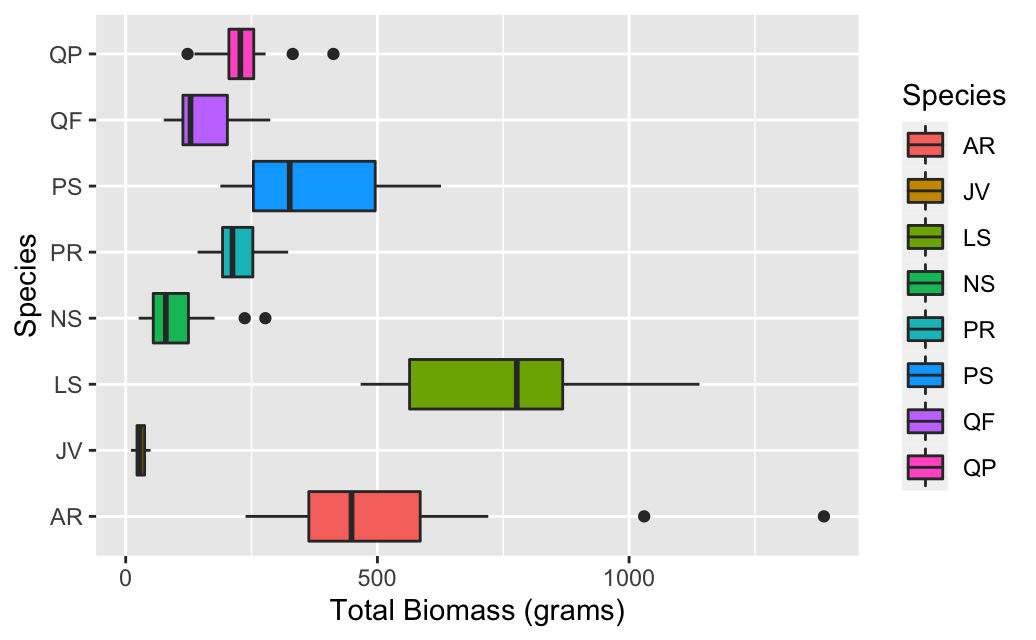 Species
QP
QF
PS
PR
NS
LS
JV
AR
0 500 1000
Total Biomass (grams)
Species
AR
JV
LS
NS
PR
PS
QF
QP